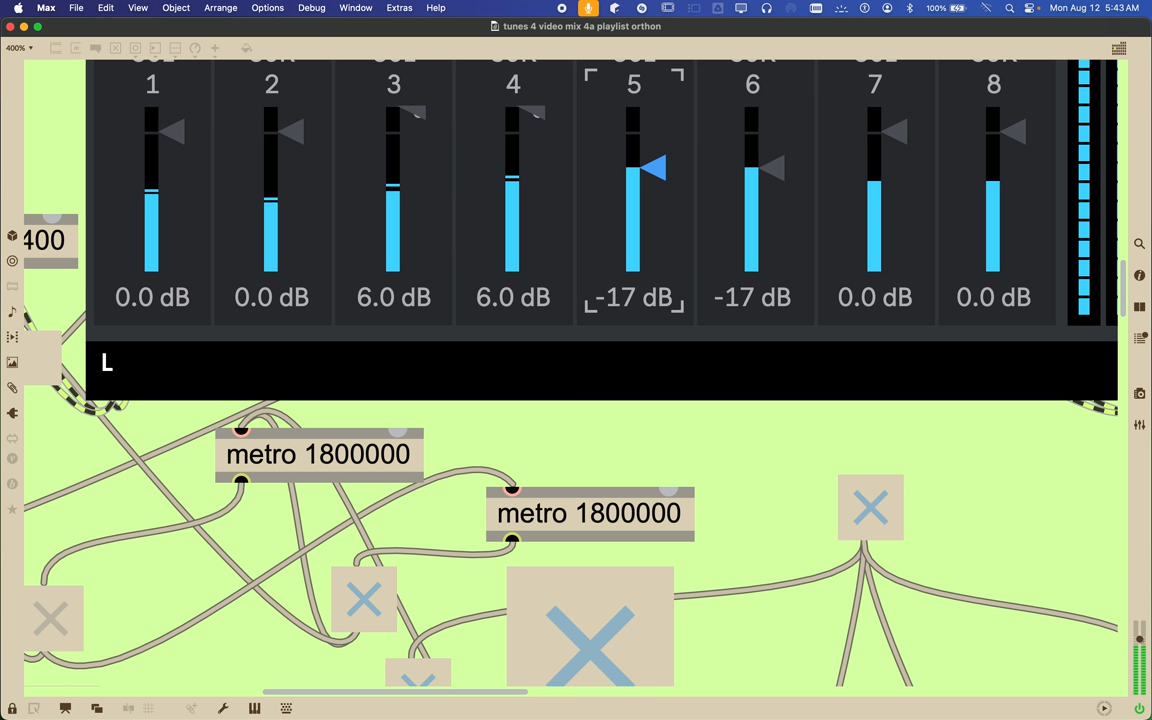 Max File Edit View Object Arrange Options Debug Window Extras Help 100% Mon Aug 12 5:43 AM
tunes 4 video mix 4a playlist orthon
400%
1 2 3 4 5 6 7 8
400
0.0 dB 0.0 dB 6.0 dB 6.0 dB -17 dB -17 dB 0.0 dB 0.0 dB
L
metro 1800000
metro 1800000